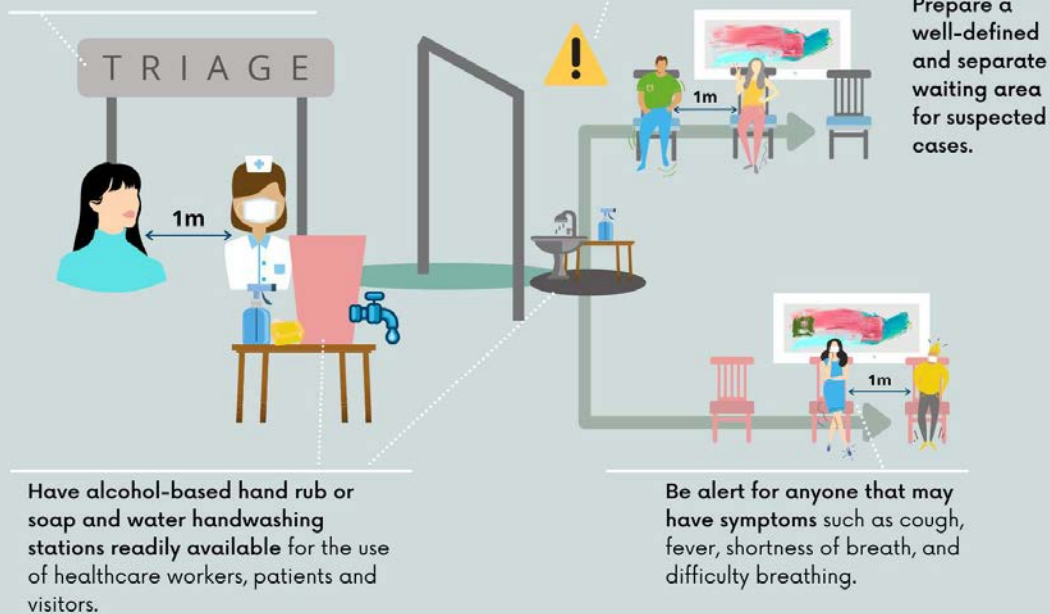 Prepare a
well-defined
and separate
waiting area
for suspected
cases.
TRIAGE
1m
1m
1m
Have alcohol-based hand rub or
soap and water handwashing
stations readily available for the use
of healthcare workers, patients and
visitors.
Be alert for anyone that may
have symptoms such as cough,
fever, shortness of breath, and
difficulty breathing.